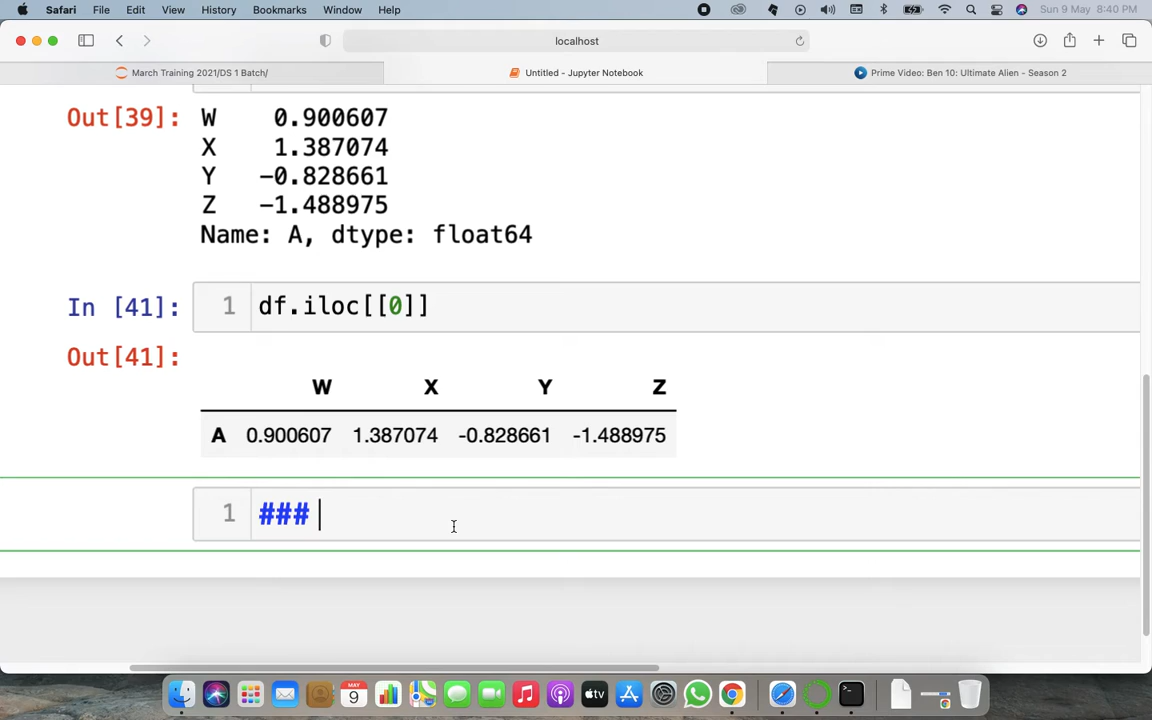 Safari File Edit View History Bookmarks Window Help Sun 9 May 8:40 PM
localhost
March Training 2021/DS 1 Batch/ Untitled - Jupyter Notebook Prime Video: Ben 10: Ultimate Alien - Season 2
Out[39]: W 0.900607
X 1.387074
Y -0.828661
Z -1.488975
Name: A, dtype: float64
In [41]: 1 df.iloc[[0]]
Out[41]:
W X Y Z
A 0.900607 1.387074 -0.828661 -1.488975
1 ###
MAY
9
tv